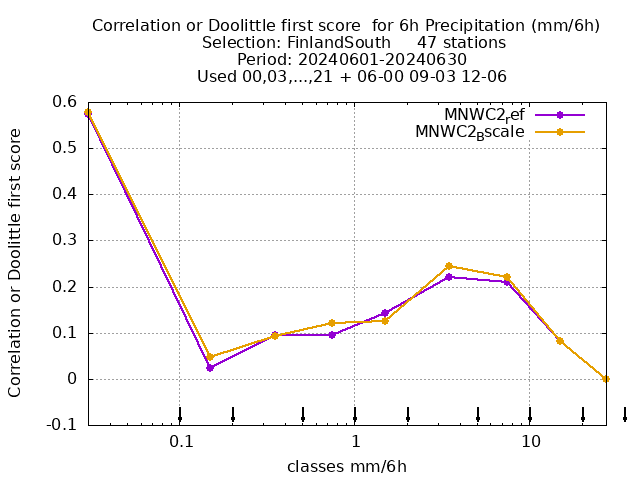 Correlation or Doolittle first score  for 6h Precipitation (mm/6h)
Selection: FinlandSouth     47 stations
Period: 20240601-20240630
Used 00,03,...,21 + 06-00 09-03 12-06
MNWC2ref
MNWC2Bscale
Correlation or Doolittle first score
0.6
0.5
0.4
0.3
0.2
0.1
0
-0.1
0.1
1
10
classes mm/6h